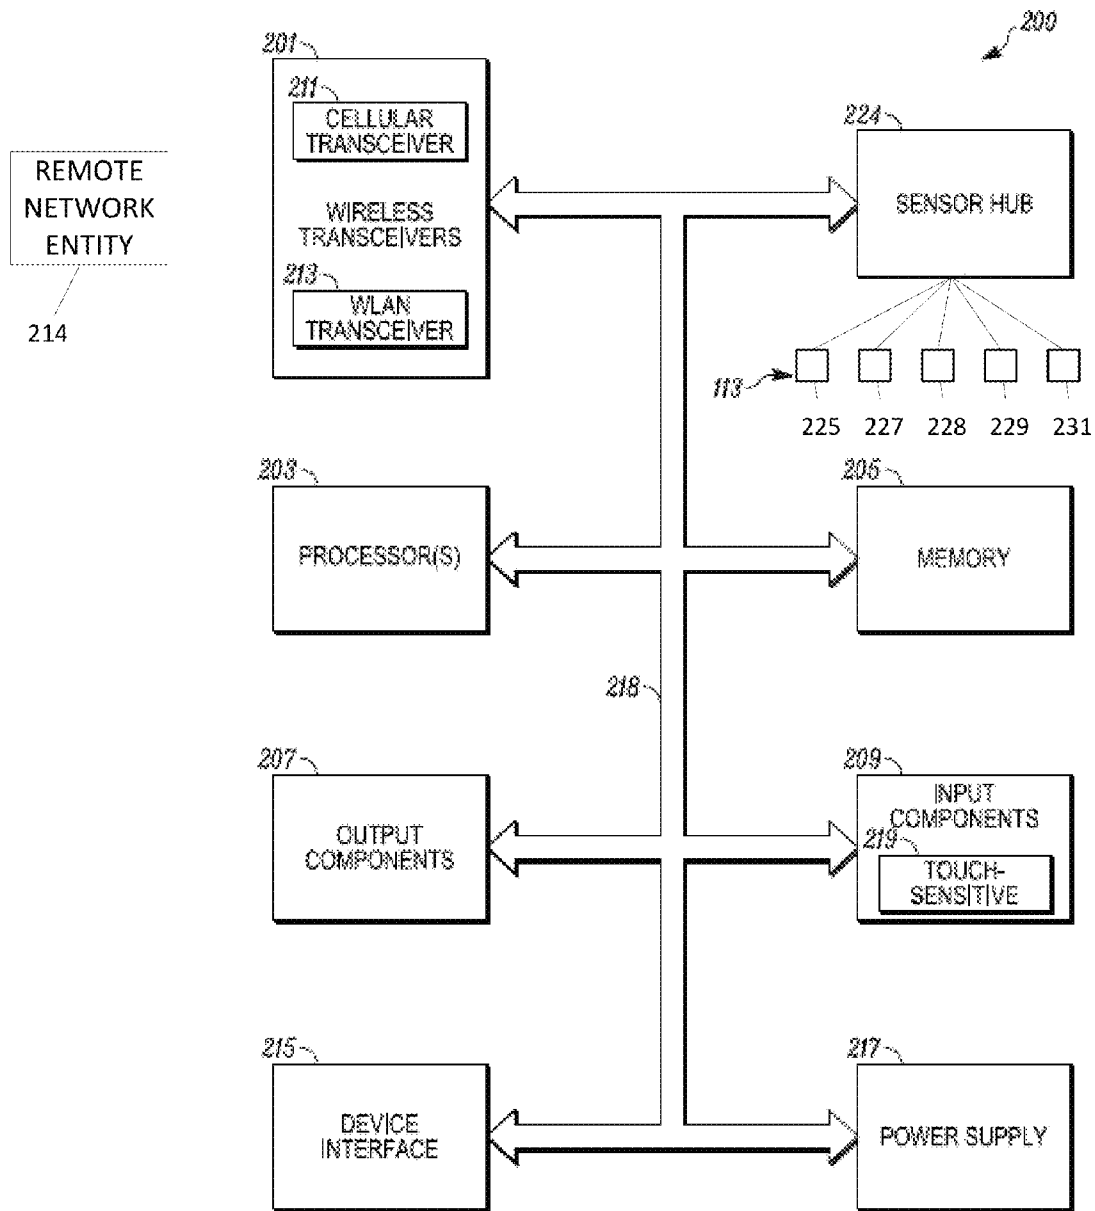 200
201
211
CELLULAR
TRANSCEIVER
WIRELESS
TRANSCEIVERS
213
WLAN
TRANSCEIVER
REMOTE
NETWORK
ENTITY
214
224
SENSOR HUB
113
225 227 228 229 231
203
PROCESSOR(S)
205
MEMORY
218
207
OUTPUT
COMPONENTS
209
INPUT
COMPONENTS
219
TOUCH-
SENSITIVE
215
DEVICE
INTERFACE
217
POWER SUPPLY